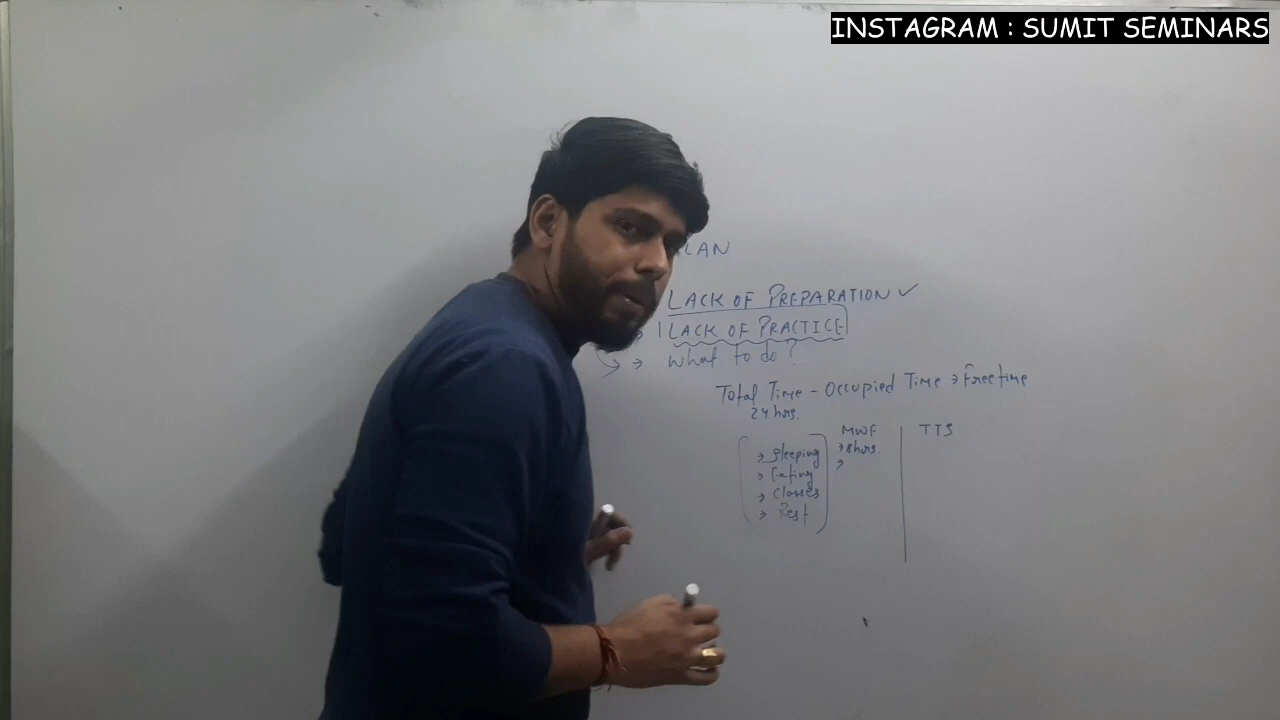 INSTAGRAM : SUMIT SEMINARS
LAN
LACK OF PREPARATION ✓
→ LACK OF PRACTICE
→ What to do?
Total Time - Occupied Time → Free time
24 hrs.
MWF TTS
→ Sleeping → 8hrs.
→ Eating →
→ Classes
→ Rest